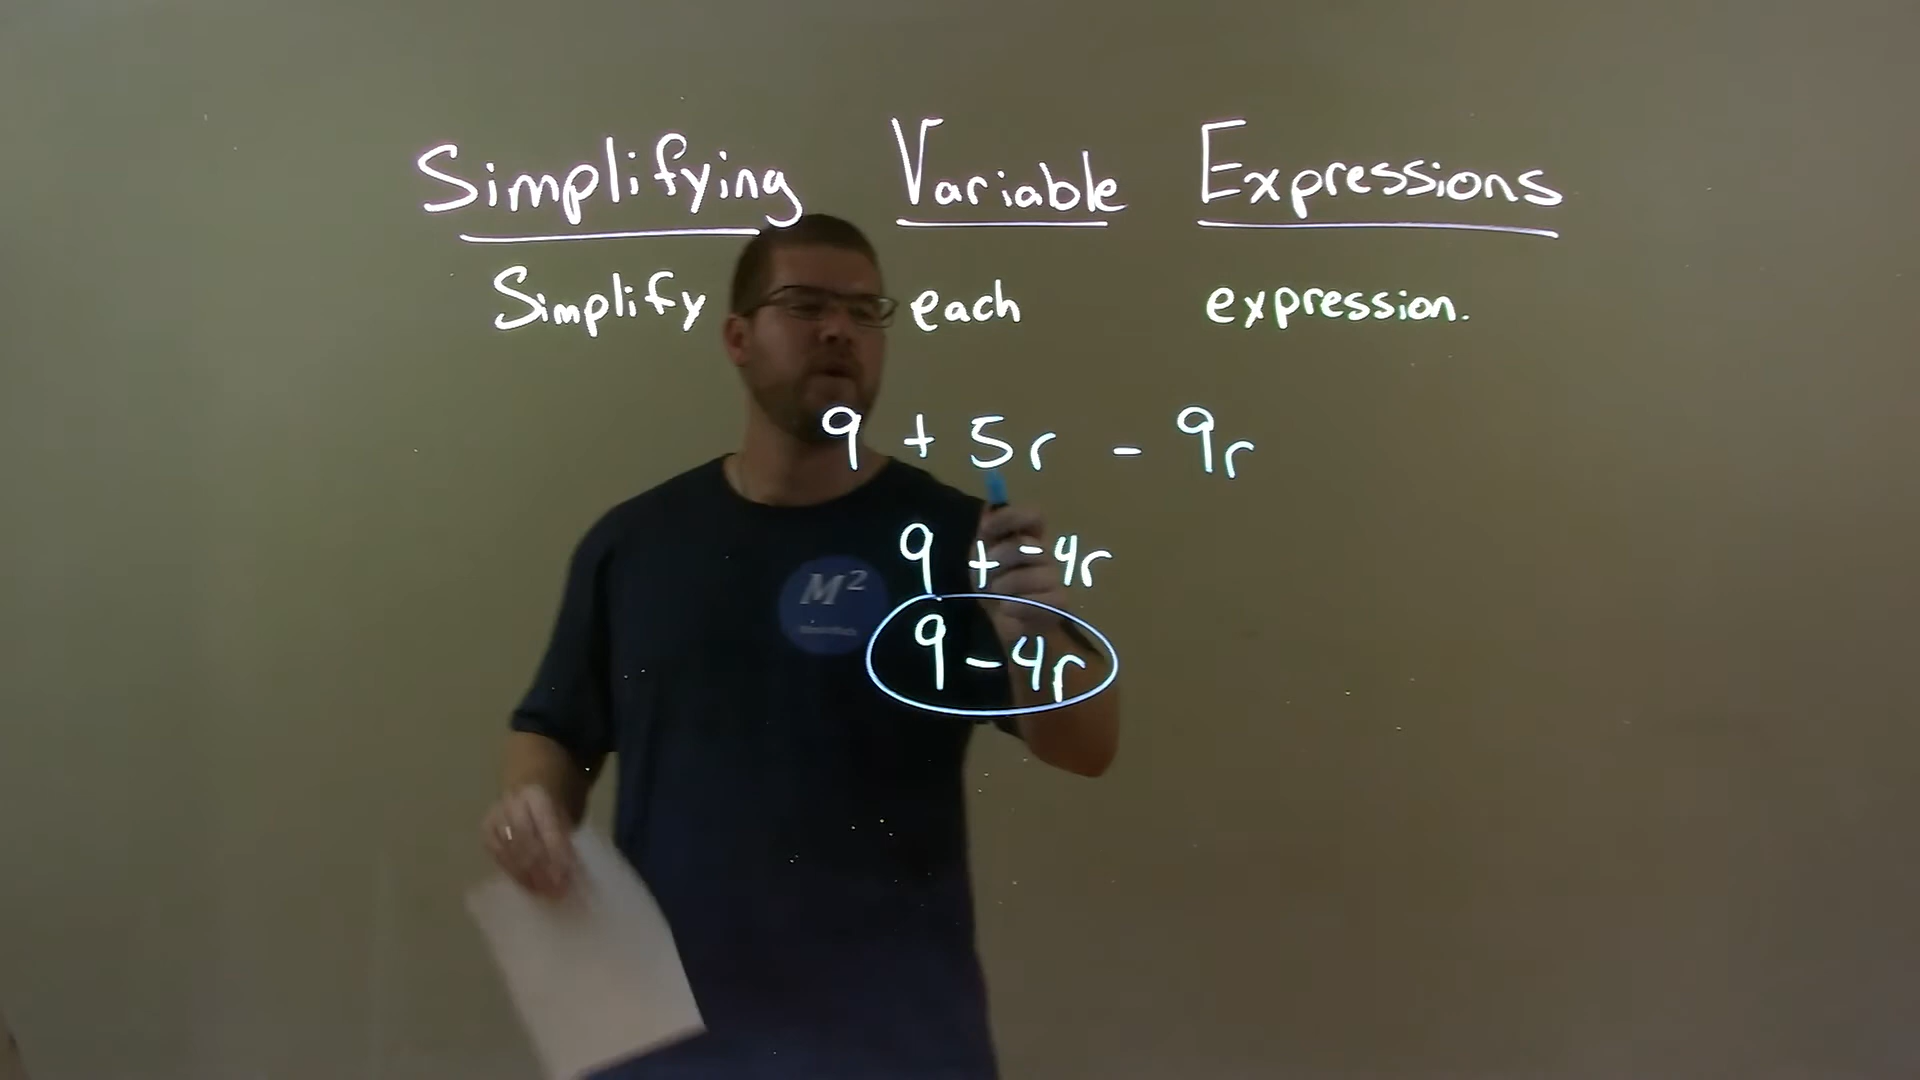 Simplifying Variable Expressions
Simplify each expression.
9 + 5r - 9r
9 + -4r
M²
9 - 4r